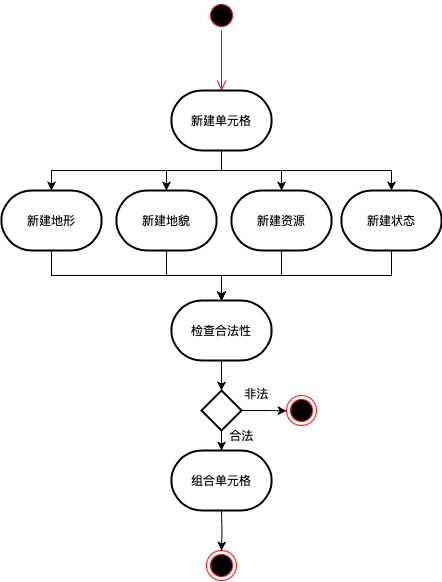 新建单元格
新建地形
新建地貌
新建资源
新建状态
检查合法性
非法
合法
组合单元格